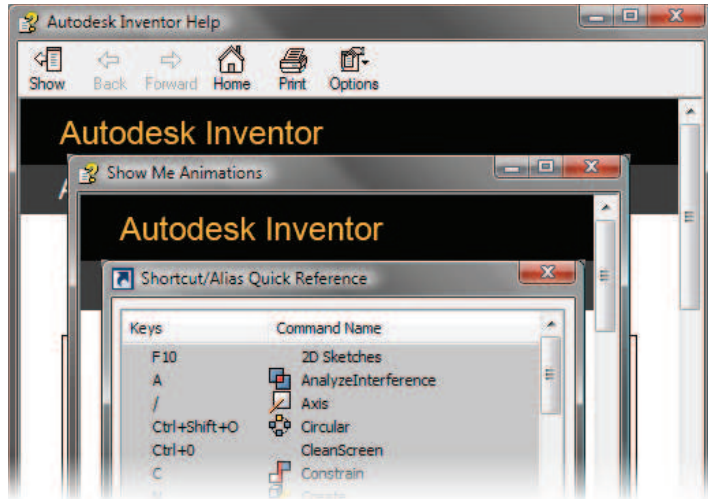 Autodesk Inventor Help
Show Back Forward Home Print Options
Autodesk Inventor
Show Me Animations
Autodesk Inventor
Shortcut/Alias Quick Reference
Keys Command Name
F10 2D Sketches
A AnalyzeInterference
/ Axis
Ctrl+Shift+O Circular
Ctrl+0 CleanScreen
C Constrain
N Create